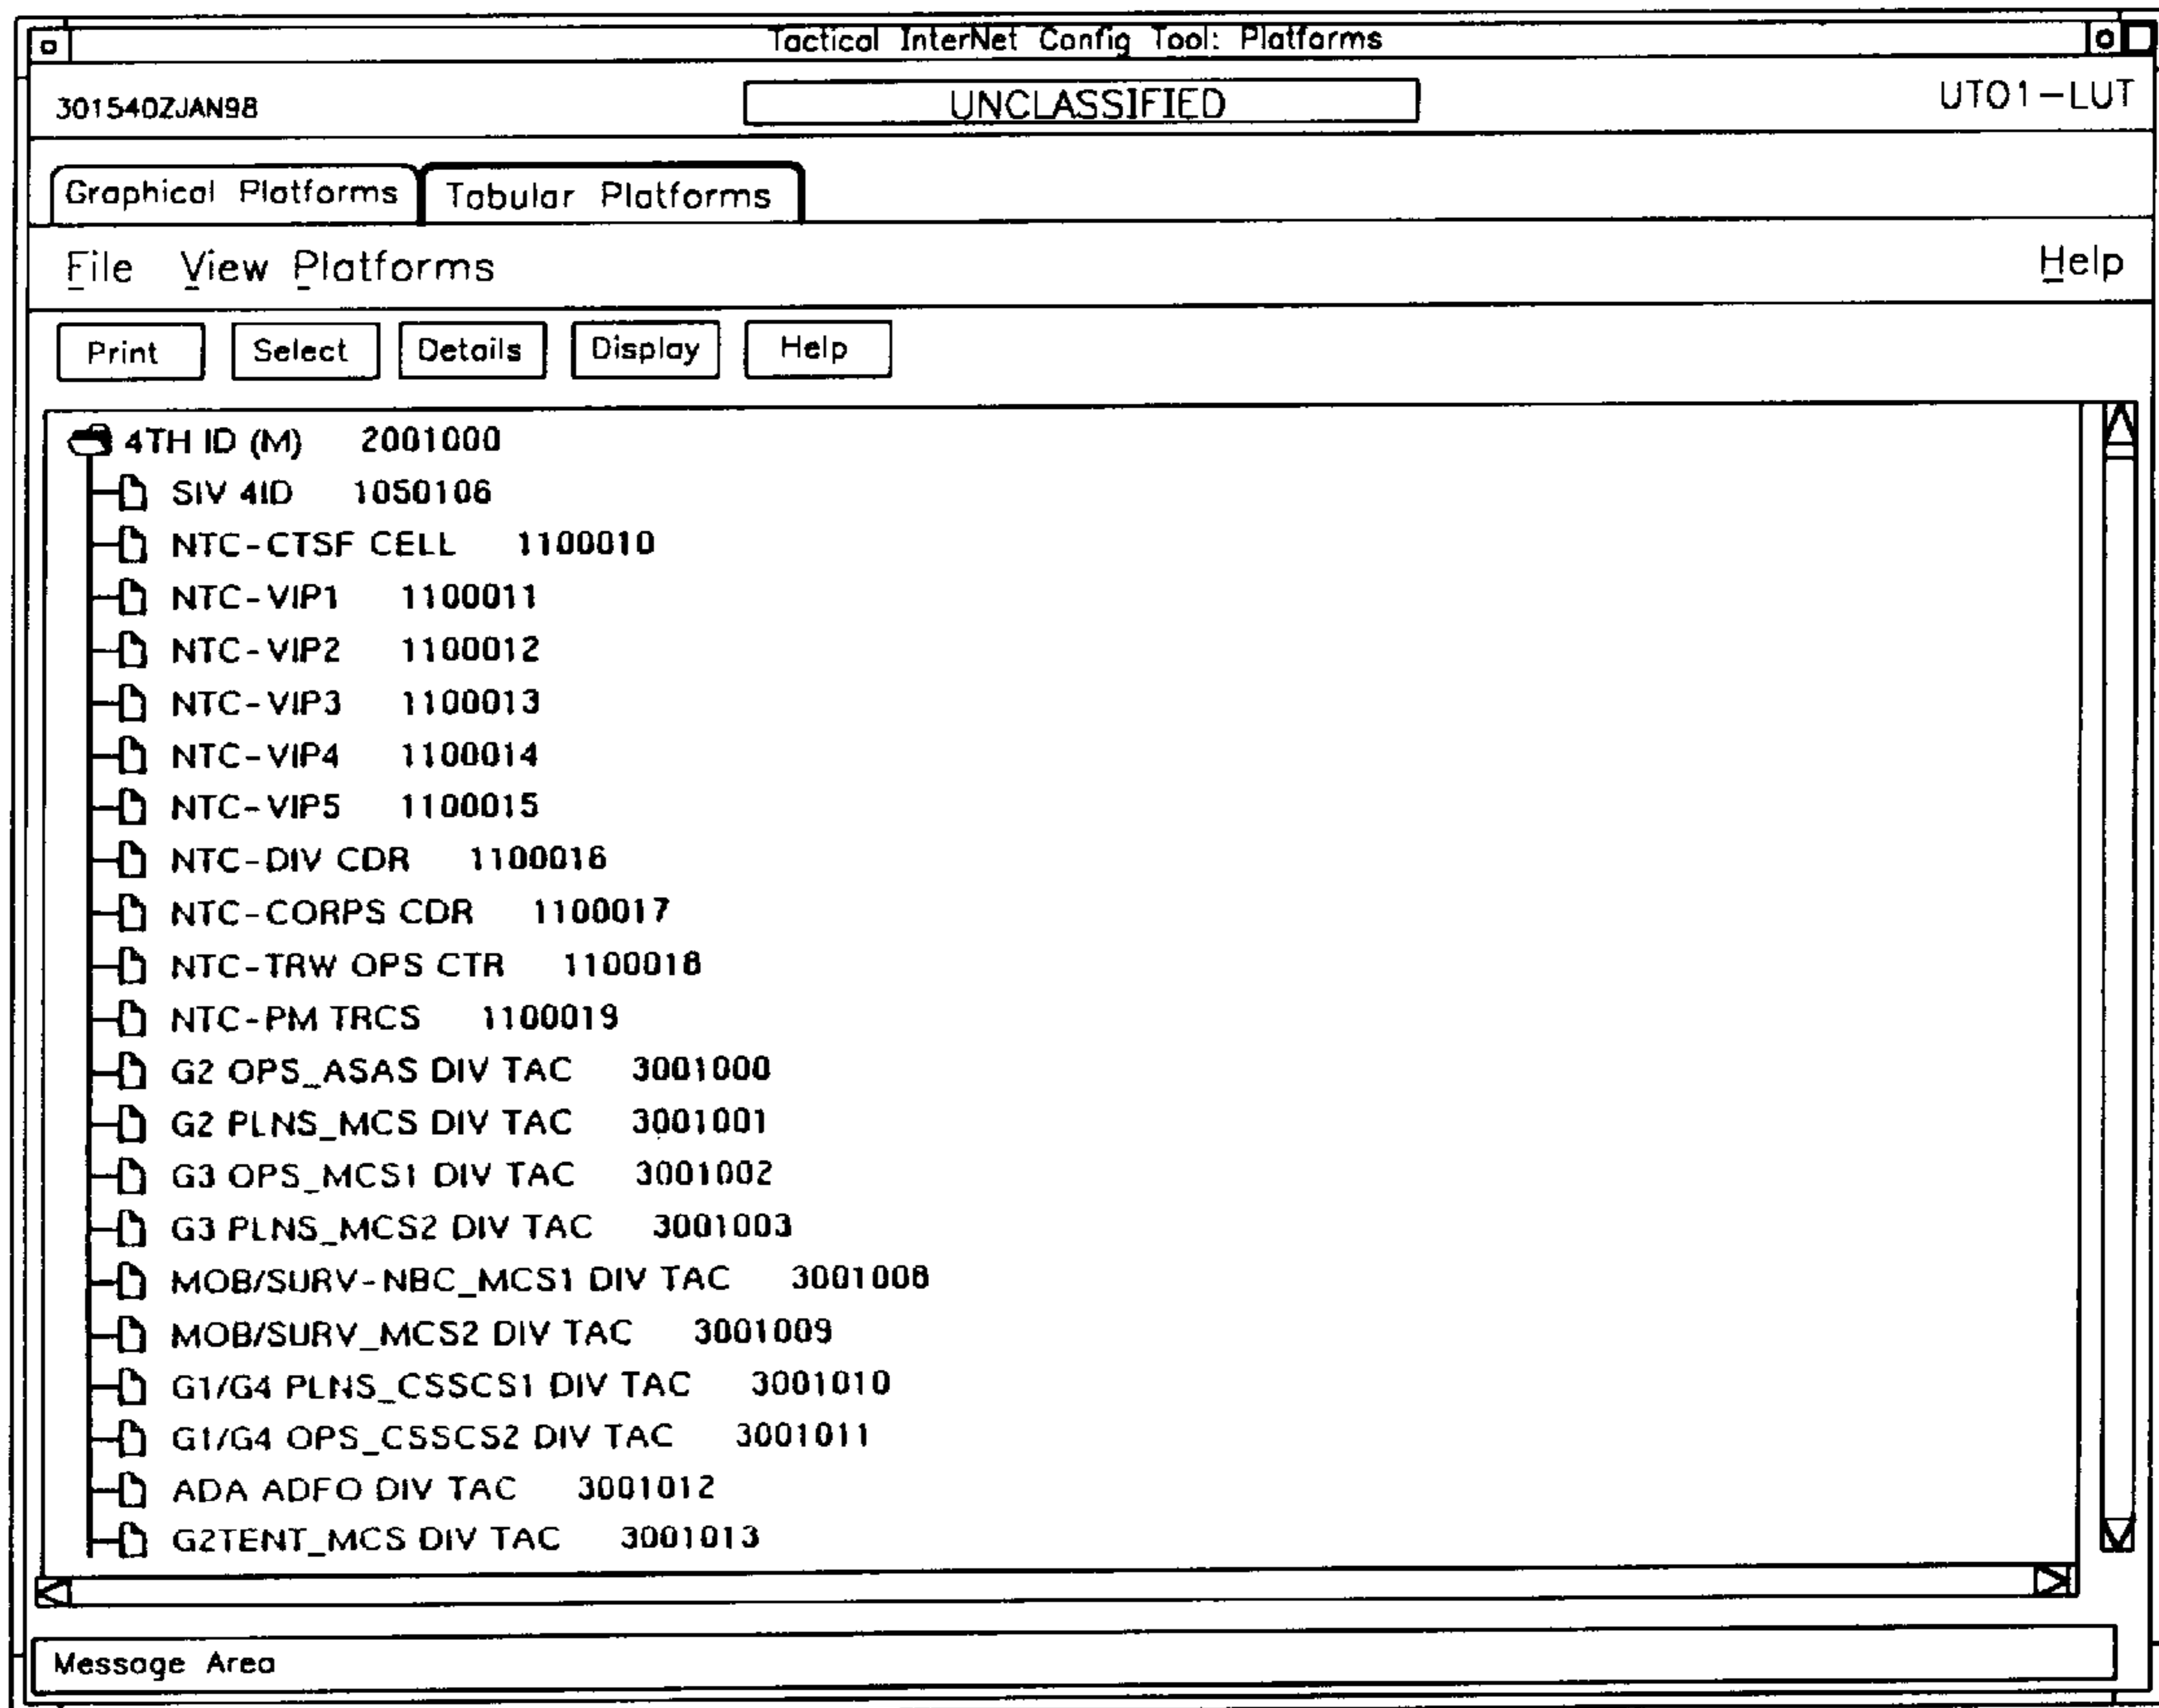 Tactical InterNet Config Tool: Platforms
301540ZJAN98 UNCLASSIFIED UTO1-LUT
Graphical Platforms Tabular Platforms
File View Platforms Help
Print Select Details Display Help
4TH ID (M) 2001000
SIV 4ID 1050106
NTC-CTSF CELL 1100010
NTC-VIP1 1100011
NTC-VIP2 1100012
NTC-VIP3 1100013
NTC-VIP4 1100014
NTC-VIP5 1100015
NTC-DIV CDR 1100016
NTC-CORPS CDR 1100017
NTC-TRW OPS CTR 1100018
NTC-PM TRCS 1100019
G2 OPS_ASAS DIV TAC 3001000
G2 PLNS_MCS DIV TAC 3001001
G3 OPS_MCS1 DIV TAC 3001002
G3 PLNS_MCS2 DIV TAC 3001003
MOB/SURV-NBC_MCS1 DIV TAC 3001008
MOB/SURV_MCS2 DIV TAC 3001009
G1/G4 PLNS_CSSCS1 DIV TAC 3001010
G1/G4 OPS_CSSCS2 DIV TAC 3001011
ADA ADFO DIV TAC 3001012
G2TENT_MCS DIV TAC 3001013
Message Area